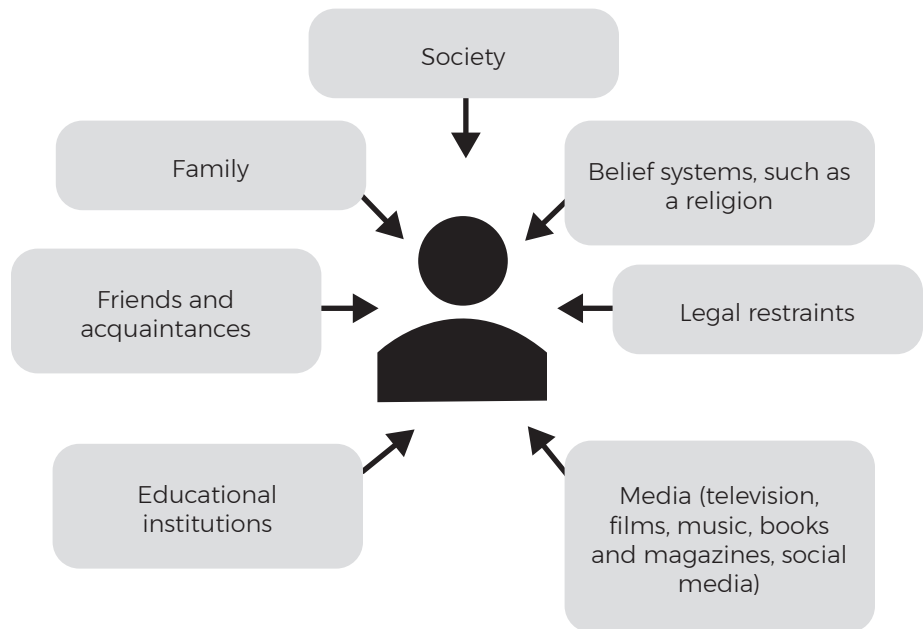 Society
Family
Belief systems, such as
a religion
Friends and
acquaintances
Legal restraints
Educational
institutions
Media (television,
films, music, books
and magazines, social
media)